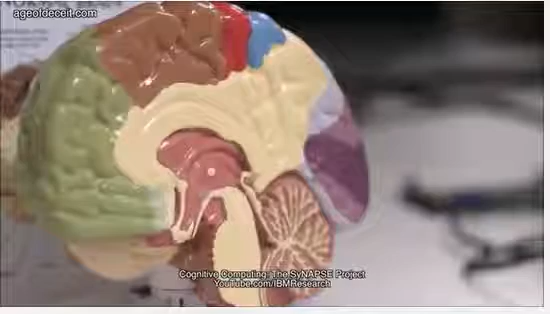 ageofdeceit.com
Cognitive Computing: The SyNAPSE Project
YouTube.com/IBMResearch